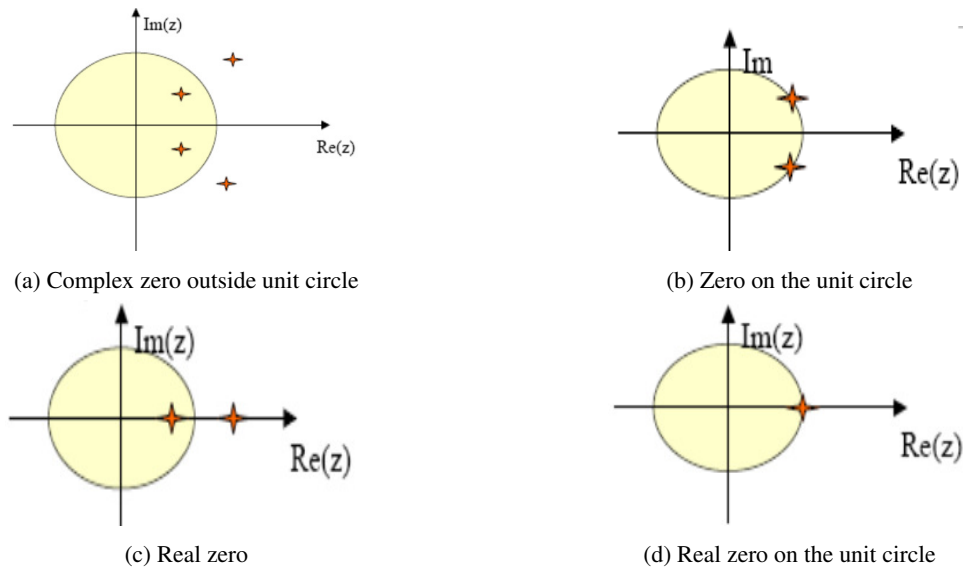 Im(z)
Re(z)
(a) Complex zero outside unit circle
Im
Re(z)
(b) Zero on the unit circle
Im(z)
Re(z)
(c) Real zero
Im(z)
Re(z)
(d) Real zero on the unit circle